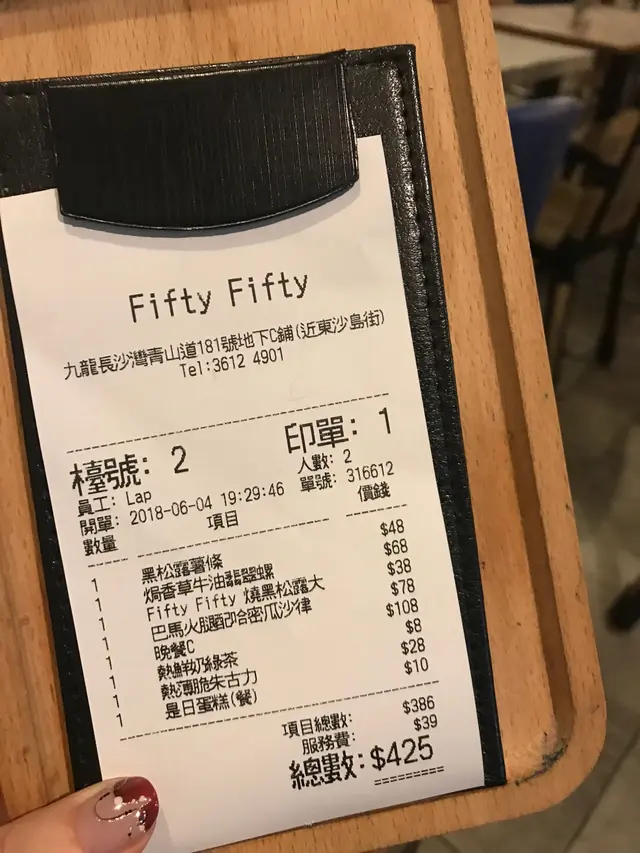 Fifty Fifty
九龍長沙灣青山道181號地下C鋪(近東沙島街)
Tel:3612 4901
檯號: 2 印單: 1
員工: Lap 人數: 2
開單: 2018-06-04 19:29:46 單號: 316612
數量 項目 價錢
1 黑松露薯條 $48
1 焗香草牛油翡翠螺 $68
1 Fifty Fifty 燒黑松露大 $38
1 巴馬火腿配哈密瓜沙律 $78
1 晚餐C $108
1 熱鮮奶綠茶 $8
1 熱薄脆朱古力 $28
1 是日蛋糕(餐) $10
項目總數: $386
服務費: $39
總數: $425